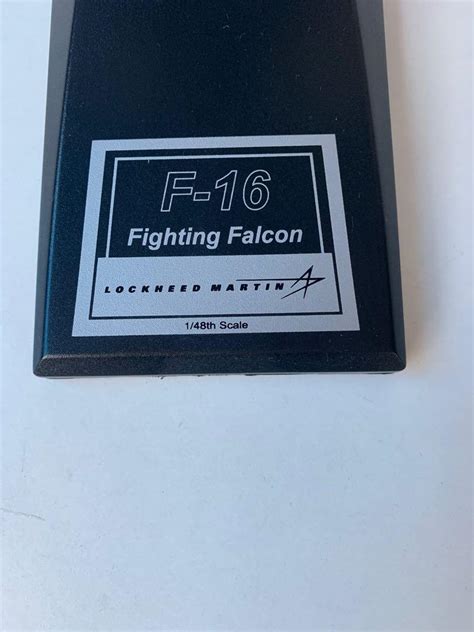 F-16
Fighting Falcon
LOCKHEED MARTIN
1/48th Scale